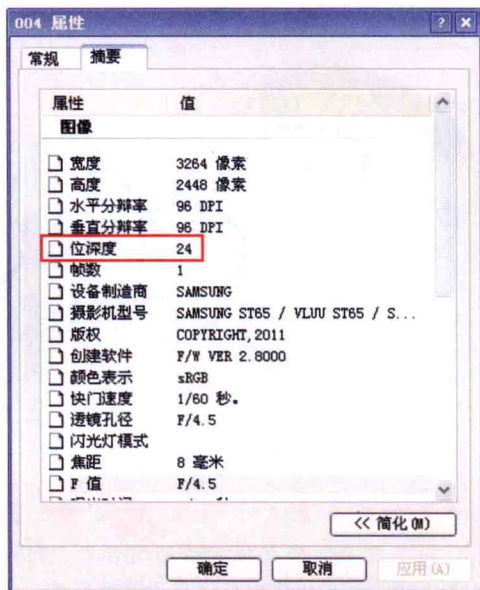 004 属性
常规 摘要
属性 值
图像
宽度 3264 像素
高度 2448 像素
水平分辩率 96 DPI
垂直分辩率 96 DPI
位深度 24
帧数 1
设备制造商 SAMSUNG
摄影机型号 SAMSUNG ST65 / VLUU ST65 / S...
版权 COPYRIGHT,2011
创建软件 F/W VER 2.8000
颜色表示 sRGB
快门速度 1/60 秒。
透镜孔径 F/4.5
闪光灯模式
焦距 8 毫米
F 值 F/4.5
<< 简化(M)
确定 取消 应用(A)